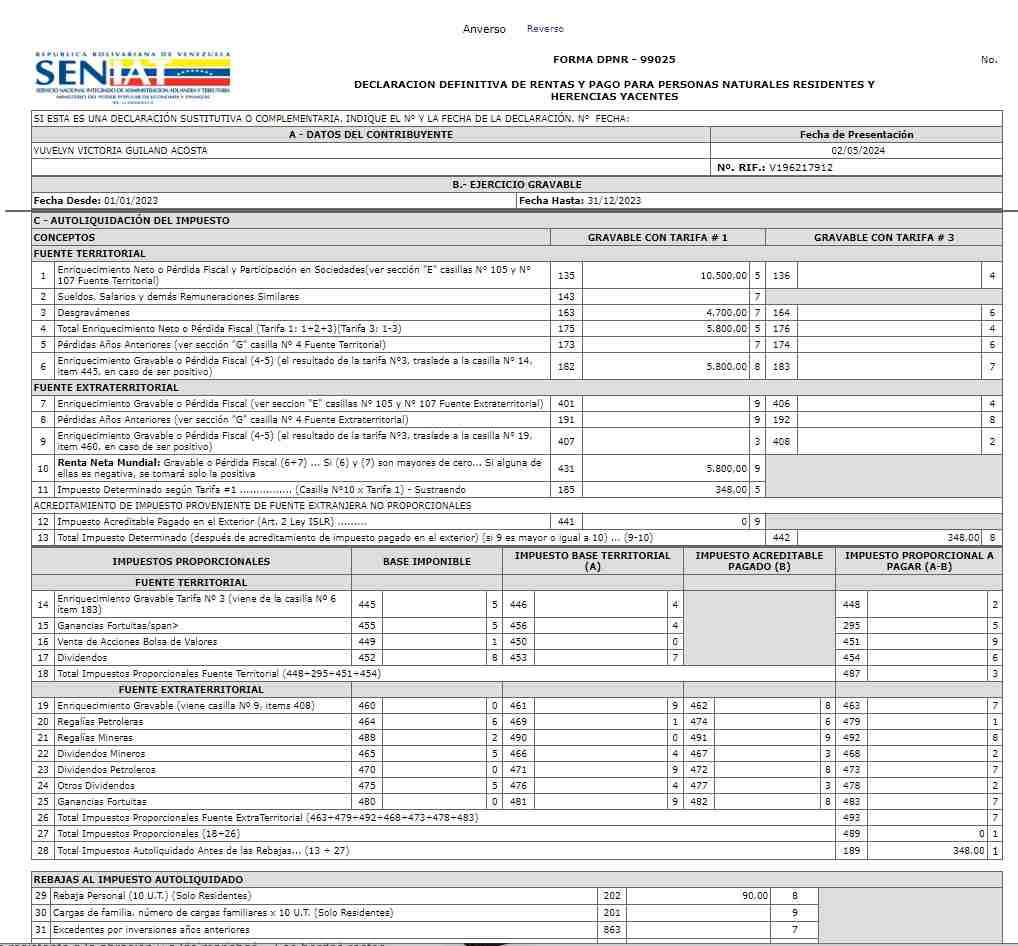 Anverso Reverso
REPUBLICA BOLIVARIANA DE VENEZUELA
SENIAT
SERVICIO NACIONAL INTEGRADO DE ADMINISTRACION ADUANERA Y TRIBUTARIA
FORMA DPNR - 99025 No.
DECLARACION DEFINITIVA DE RENTAS Y PAGO PARA PERSONAS NATURALES RESIDENTES Y
HERENCIAS YACENTES
SI ESTA ES UNA DECLARACIÓN SUSTITUTIVA O COMPLEMENTARIA, INDIQUE EL Nº Y LA FECHA DE LA DECLARACIÓN. Nº FECHA:
A - DATOS DEL CONTRIBUYENTE Fecha de Presentación
YUVELYN VICTORIA GUILAND ACOSTA 02/05/2024
Nº. RIF.: V196217912
B.- EJERCICIO GRAVABLE
Fecha Desde: 01/01/2023 Fecha Hasta: 31/12/2023
C - AUTOLIQUIDACIÓN DEL IMPUESTO
CONCEPTOS GRAVABLE CON TARIFA # 1 GRAVABLE CON TARIFA # 3
FUENTE TERRITORIAL
1 Enriquecimiento Neto o Pérdida Fiscal y Participación en Sociedades(ver sección "E" casillas Nº 105 y Nº 135 10.500,00 5 136 4
107 Fuente Territorial)
2 Sueldos, Salarios y demás Remuneraciones Similares 143 7
3 Desgravámenes 163 4.700,00 7 164 6
4 Total Enriquecimiento Neto o Pérdida Fiscal (Tarifa 1: 1+2+3)(Tarifa 3: 1-3) 175 5.800,00 5 176 4
5 Pérdidas Años Anteriores (ver sección "G" casilla Nº 4 Fuente Territorial) 173 7 174 6
6 Enriquecimiento Gravable o Pérdida Fiscal (4-5) (el resultado de la tarifa Nº3, traslade a la casilla Nº 14, 182 5.800,00 8 183 7
item 445, en caso de ser positivo)
FUENTE EXTRATERRITORIAL
7 Enriquecimiento Gravable o Pérdida Fiscal (ver seccion "E" casillas Nº 105 y Nº 107 Fuente Extraterritorial) 401 9 406 4
8 Pérdidas Años Anteriores (ver sección "G" casilla Nº 4 Fuente Extraterritorial) 191 9 192 8
9 Enriquecimiento Gravable o Pérdida Fiscal (4-5) (el resultado de la tarifa Nº3, traslade a la casilla Nº 19, 407 3 408 2
item 460, en caso de ser positivo)
10 Renta Neta Mundial: Gravable o Pérdida Fiscal (6+7) ... Si (6) y (7) son mayores de cero... Si alguna de 431 5.800,00 9
ellas es negativa, se tomará solo la positiva
11 Impuesto Determinado según Tarifa #1 ................ (Casilla Nº10 x Tarifa 1) - Sustraendo 185 348,00 5
ACREDITAMIENTO DE IMPUESTO PROVENIENTE DE FUENTE EXTRANJERA NO PROPORCIONALES
12 Impuesto Acreditable Pagado en el Exterior (Art. 2 Ley ISLR) ......... 441 0 9
13 Total Impuesto Determinado (después de acreditamiento de impuesto pagado en el exterior) (si 9 es mayor o igual a 10) ... (9-10) 442 348,00 8
IMPUESTOS PROPORCIONALES BASE IMPONIBLE IMPUESTO BASE TERRITORIAL (A) IMPUESTO ACREDITABLE PAGADO (B) IMPUESTO PROPORCIONAL A PAGAR (A-B)
FUENTE TERRITORIAL
14 Enriquecimiento Gravable Tarifa Nº 3 (viene de la casilla Nº 6 445 5 446 4 448 2
item 183)
15 Ganancias Fortuitas/span> 455 5 456 4 295 5
16 Venta de Acciones Bolsa de Valores 449 1 450 0 451 9
17 Dividendos 452 8 453 7 454 6
18 Total Impuestos Proporcionales Fuente Territorial (448+295+451+454) 487 3
FUENTE EXTRATERRITORIAL
19 Enriquecimiento Gravable (viene casilla Nº 9, items 408) 460 0 461 9 462 8 463 7
20 Regalías Petroleras 464 6 469 1 474 6 479 1
21 Regalías Mineras 488 2 490 0 491 9 492 8
22 Dividendos Mineros 465 5 466 4 467 3 468 2
23 Dividendos Petroleros 470 0 471 9 472 8 473 7
24 Otros Dividendos 475 5 476 4 477 3 478 2
25 Ganancias Fortuitas 480 0 481 9 482 8 483 7
26 Total Impuestos Proporcionales Fuente ExtraTerritorial (463+479+492+468+473+478+483) 493 7
27 Total Impuestos Proporcionales (18+26) 489 0 1
28 Total Impuestos Autoliquidado Antes de las Rebajas... (13 + 27) 189 348,00 1
REBAJAS AL IMPUESTO AUTOLIQUIDADO
29 Rebaja Personal (10 U.T.) (Solo Residentes) 202 90,00 8
30 Cargas de familia, número de cargas familiares x 10 U.T. (Solo Residentes) 201 9
31 Excedentes por inversiones años anteriores 863 7